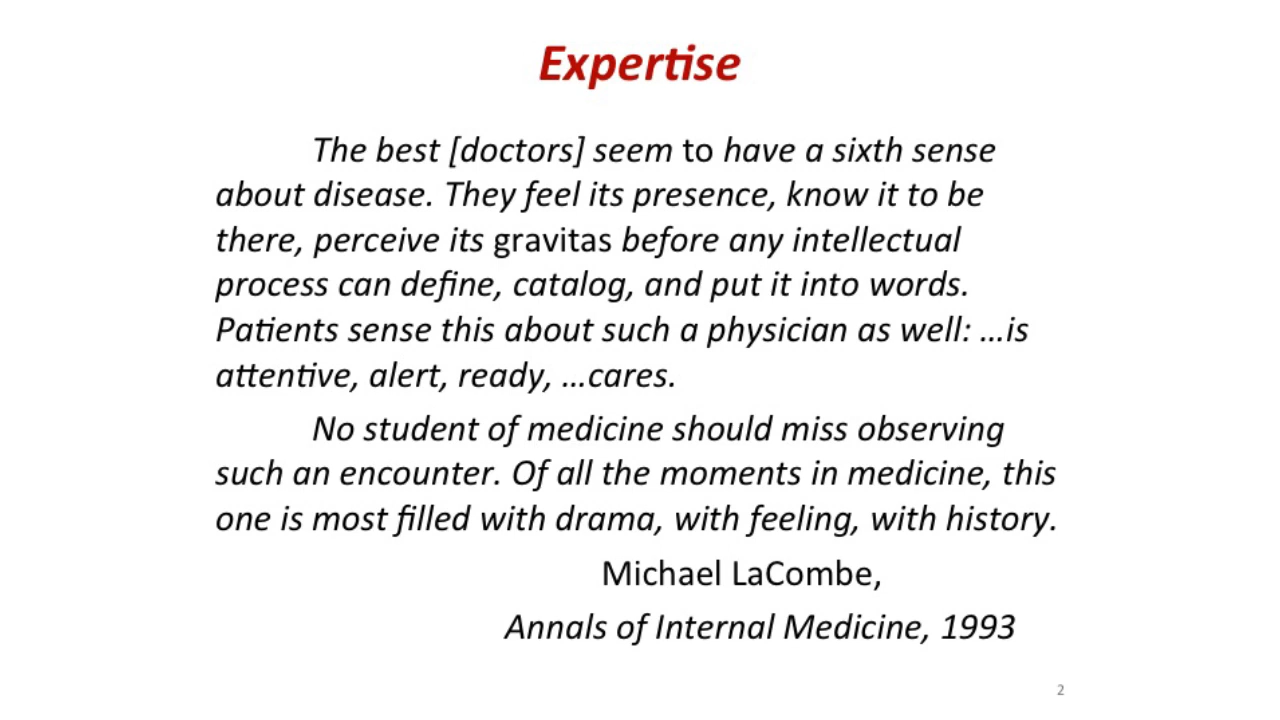 Expertise
The best [doctors] seem to have a sixth sense
about disease. They feel its presence, know it to be
there, perceive its gravitas before any intellectual
process can define, catalog, and put it into words.
Patients sense this about such a physician as well: …is
attentive, alert, ready, …cares.
No student of medicine should miss observing
such an encounter. Of all the moments in medicine, this
one is most filled with drama, with feeling, with history.
Michael LaCombe,
Annals of Internal Medicine, 1993
2